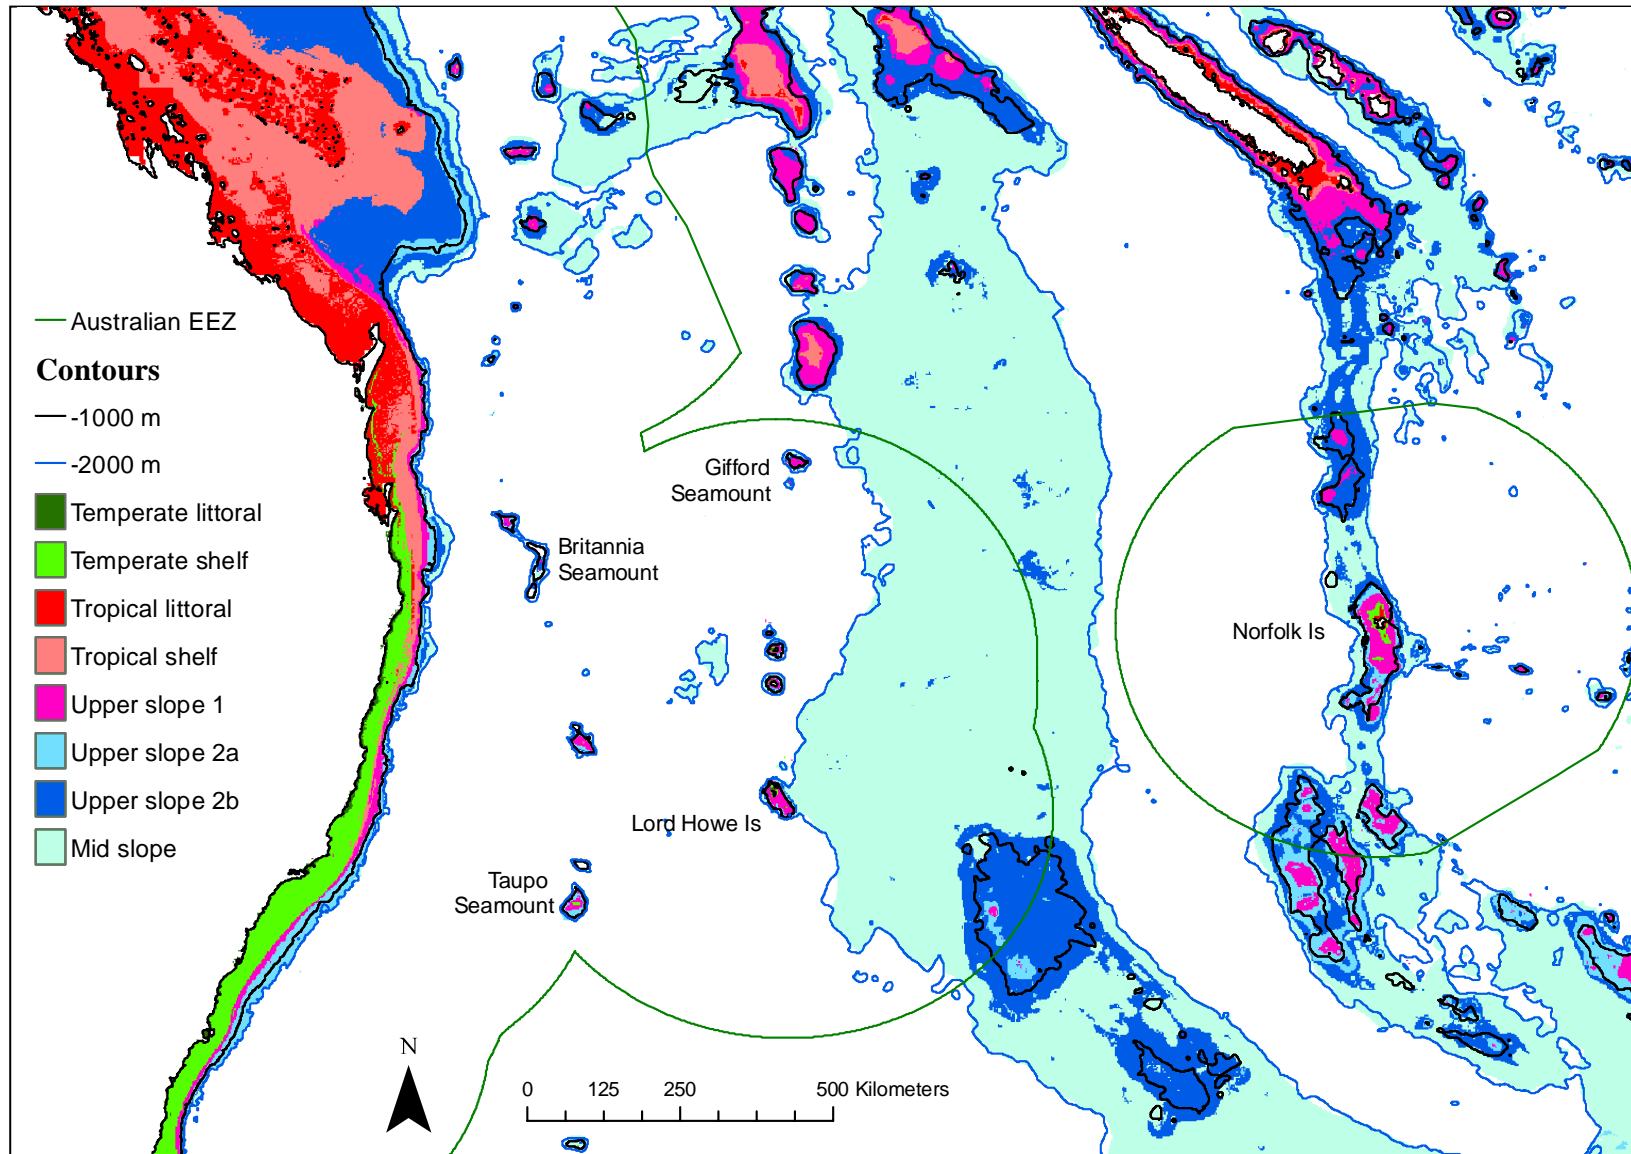 Australian EEZ
Contours
-1000 m
-2000 m
Temperate littoral
Temperate shelf
Tropical littoral
Tropical shelf
Upper slope 1
Upper slope 2a
Upper slope 2b
Mid slope
Gifford
Seamount
Britannia
Seamount
Norfolk Is
Lord Howe Is
Taupo
Seamount
N
0 125 250 500 Kilometers